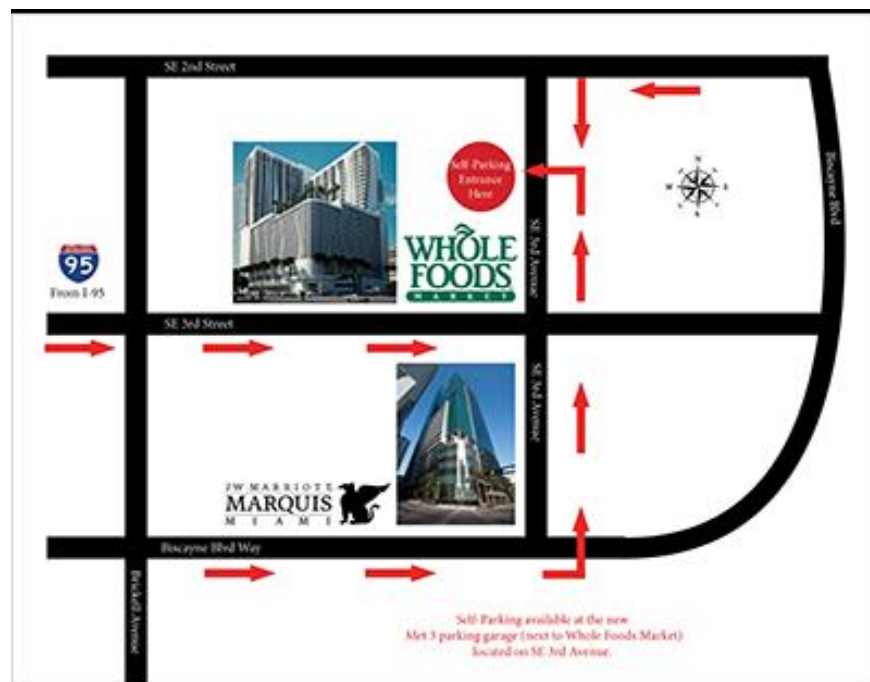 SE 2nd Street
Self-Parking
Entrance
Here
Biscayne Blvd
N
W E
S
WHOLE
FOODS
MARKET
SE 3rd Avenue
95
From I-95
SE 3rd Street
SE 3rd Avenue
JW MARRIOTT
MARQUIS
MIAMI
Biscayne Blvd Way
Brickell Avenue
Self-Parking available at the new
Met 3 parking garage (next to Whole Foods Market)
located on SE 3rd Avenue.